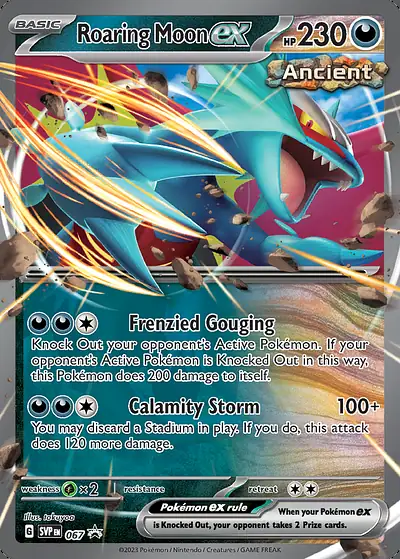 BASIC Roaring Moon ex HP 230
Ancient
Frenzied Gouging
Knock Out your opponent's Active Pokémon. If your
opponent's Active Pokémon is Knocked Out in this way,
this Pokémon does 200 damage to itself.
Calamity Storm 100+
You may discard a Stadium in play. If you do, this attack
does 120 more damage.
weakness ×2 resistance retreat
Illus. takuyoa
Pokémon ex rule When your Pokémon ex
is Knocked Out, your opponent takes 2 Prize cards.
G SVP EN 067
©2023 Pokémon / Nintendo / Creatures / GAME FREAK